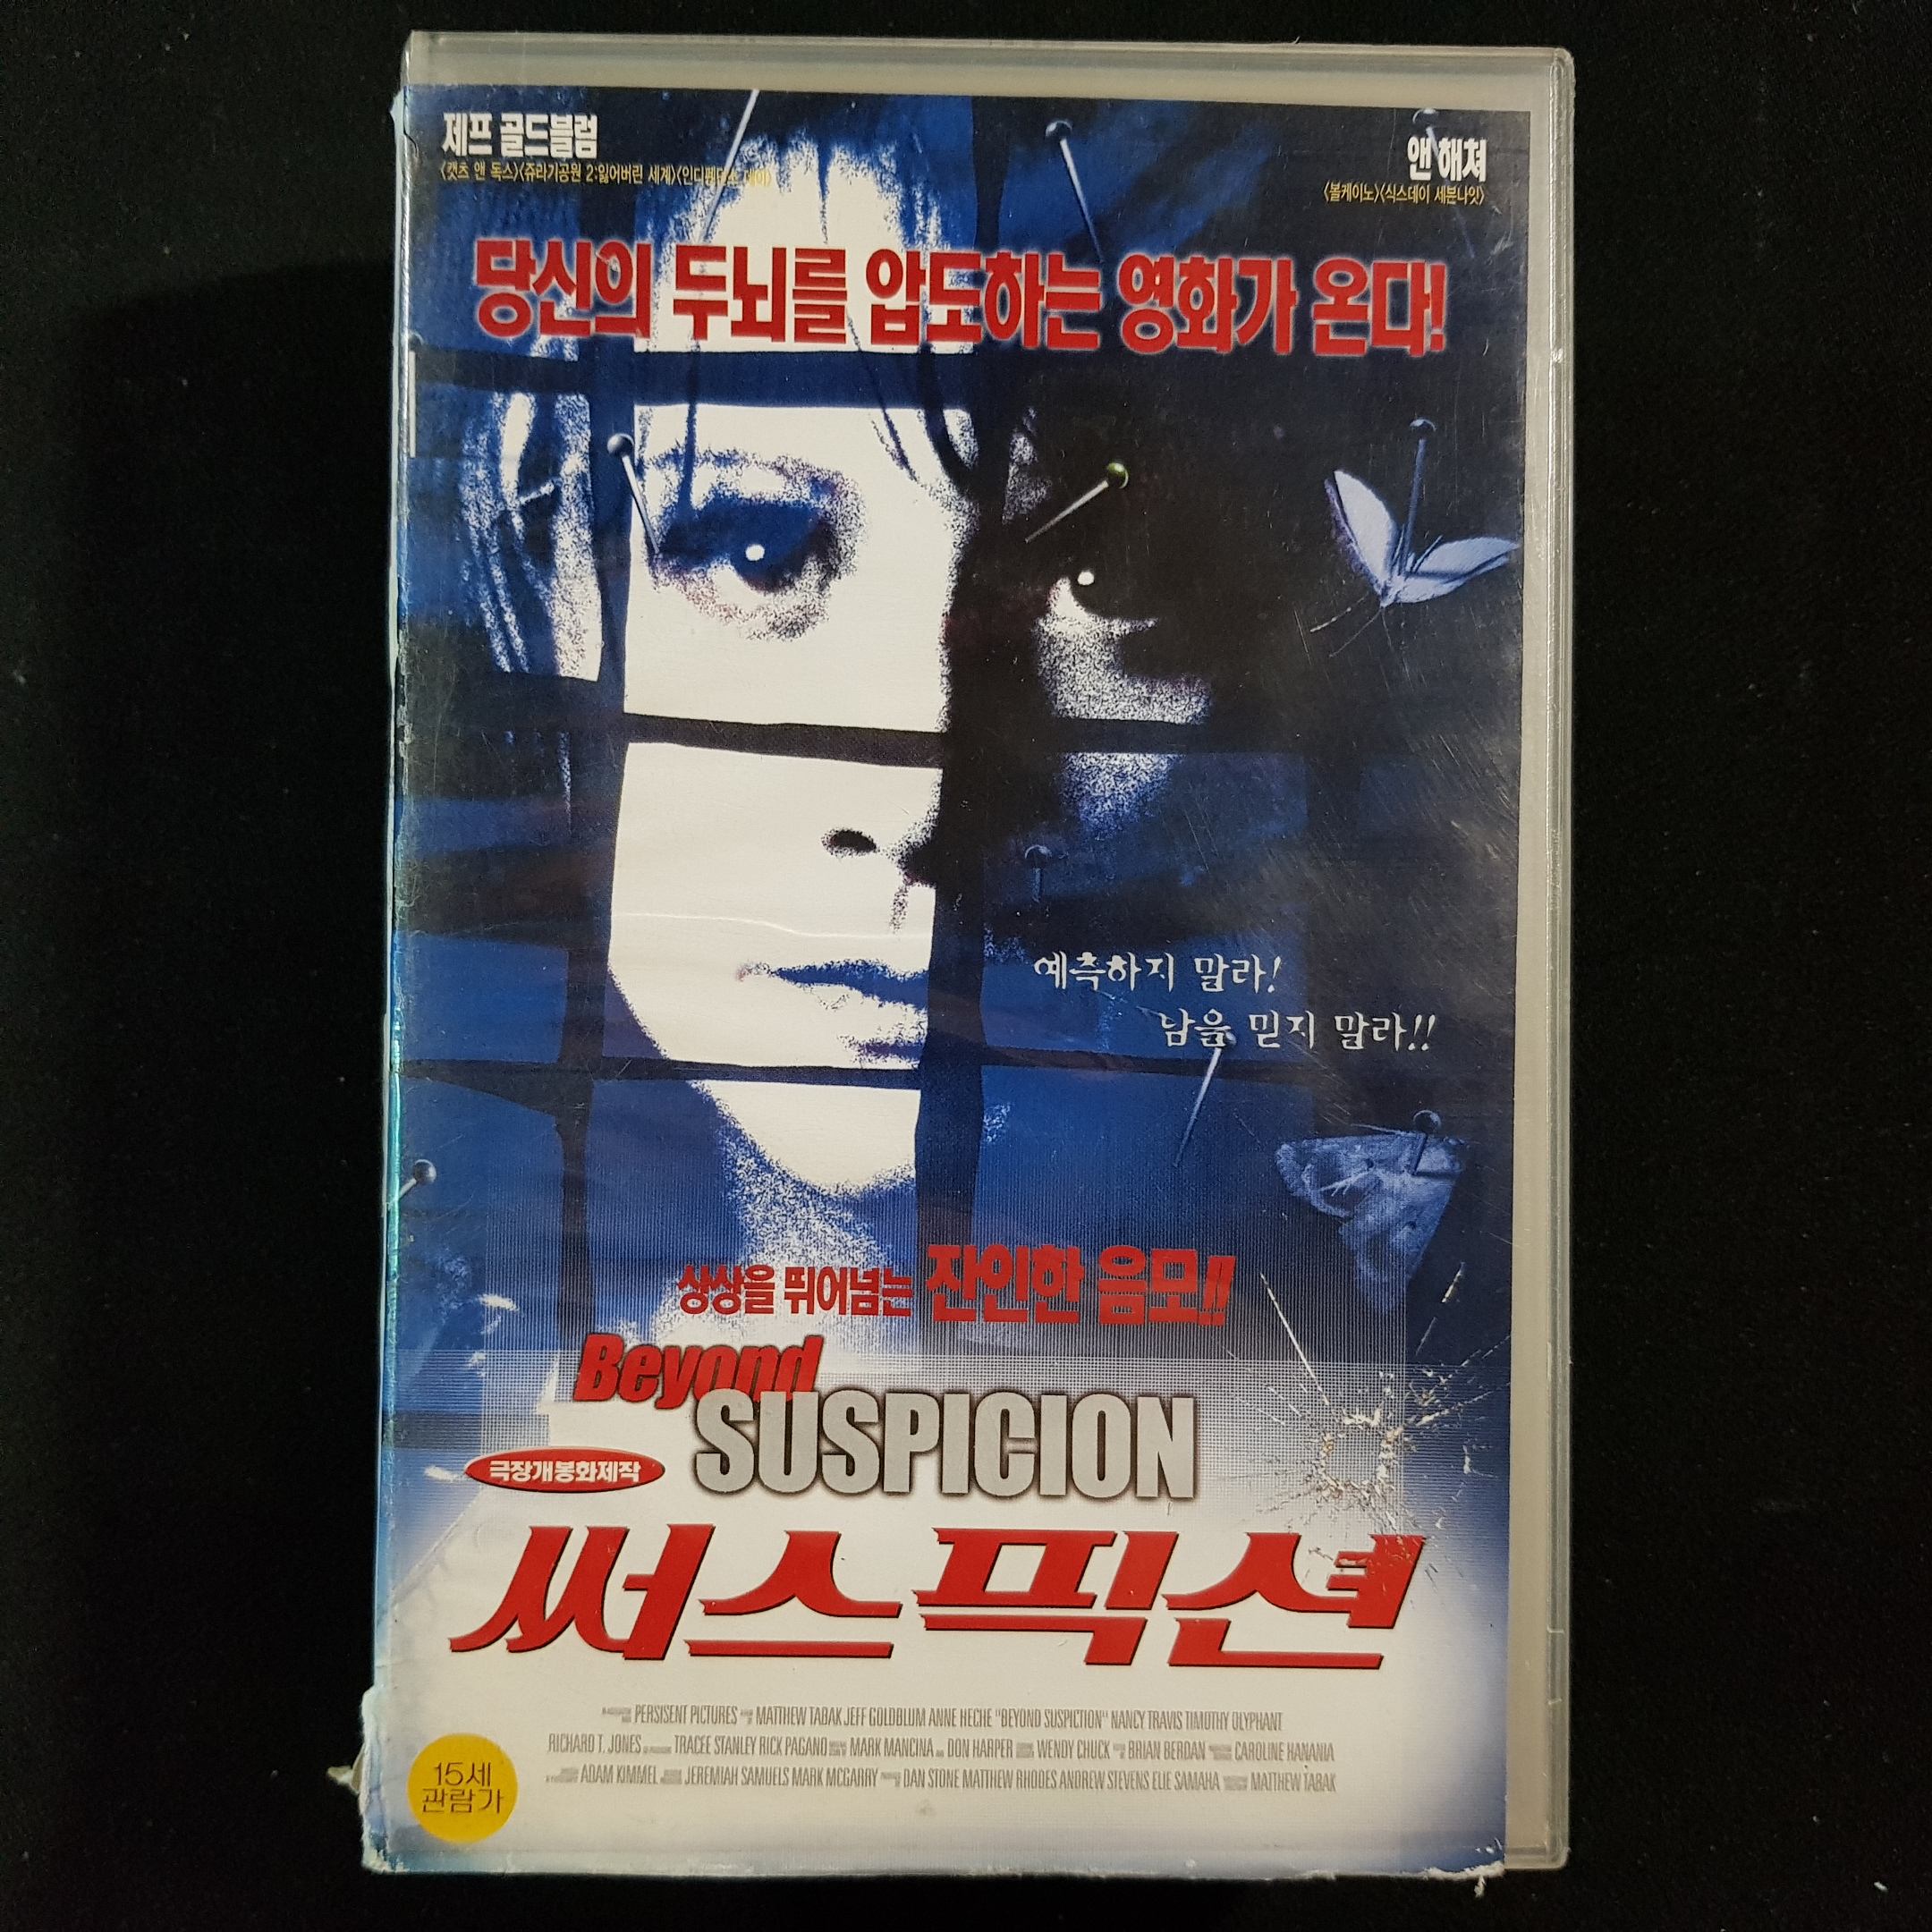 제프 골드블럼
앤 해쳐
〈캣츠 앤 독스〉〈쥬라기공원 2:잃어버린 세계〉〈인디펜던스 데이〉
〈볼케이노〉〈식스데이 세븐나잇〉
당신의 두뇌를 압도하는 영화가 온다!
예측하지 말라!
남을 믿지 말라!!
상상을 뛰어넘는 잔인한 음모!!
Beyond
SUSPICION
극장개봉화제작
써스픽션
PERSISENT PICTURES MATTHEW TABAK JEFF GOLDBLUM ANNE HECHE "BEYOND SUSPICTION" NANCY TRAVIS TIMOTHY OLYPHANT
RICHARD T. JONES TRACEE STANLEY RICK PAGANO MARK MANCINA DON HARPER WENDY CHUCK BRIAN BERDAN CAROLINE HANANIA
ADAM KIMMEL JEREMIAH SAMUELS MARK MCGARRY DAN STONE MATTHEW RHODES ANDREW STEVENS ELIE SAMAHA MATTHEW TABAK
15세
관람가